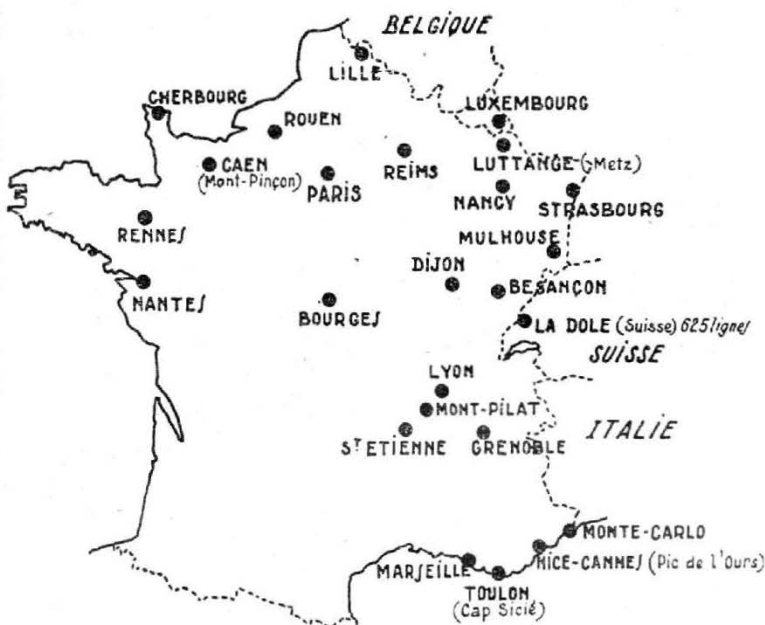 BELGIQUE
LILLE
CHERBOURG
LUXEMBOURG
ROUEN
CAEN
(Mont-Pinçon)
PARIS
REIMS
LUTTANGE (-Metz)
NANCY
STRASBOURG
RENNES
MULHOUSE
DIJON
NANTES
BOURGES
BESANÇON
LA DOLE (Suisse) 625 lignes
SUISSE
LYON
MONT-PILAT
ST ETIENNE
GRENOBLE
ITALIE
MONTE-CARLO
MARSEILLE
NICE-CANNES (Pic de l'Ours)
TOULON
(Cap Sicié)